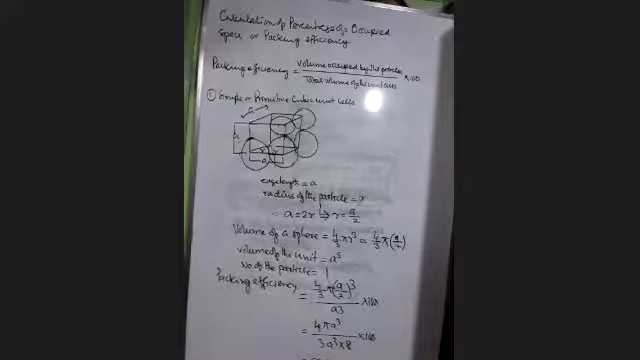 Calculation of Percentage of Occupied
Space or Packing efficiency
Packing efficiency = Volume occupied by the particle / Total volume of the unit cells × 100
① Simple or Primitive Cubic unit cells
a
a
r
a
edge length = a
radius of the particle = r
∴ a = 2r ⇒ r = a/2
Volume of a sphere = 4/3 πr³ = 4/3 π(a/2)
volume of the unit = a³
No of the particle = 1
Packing efficiency
= 4/3 π(a/2)³ / a3 × 100
= 4πa³ / 3a³×8 × 100